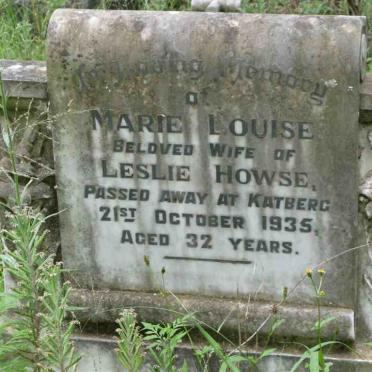 In Loving Memory
OF
MARIE LOUISE
BELOVED WIFE OF
LESLIE HOWSE,
PASSED AWAY AT KATBERG
21ST OCTOBER 1935,
AGED 32 YEARS.